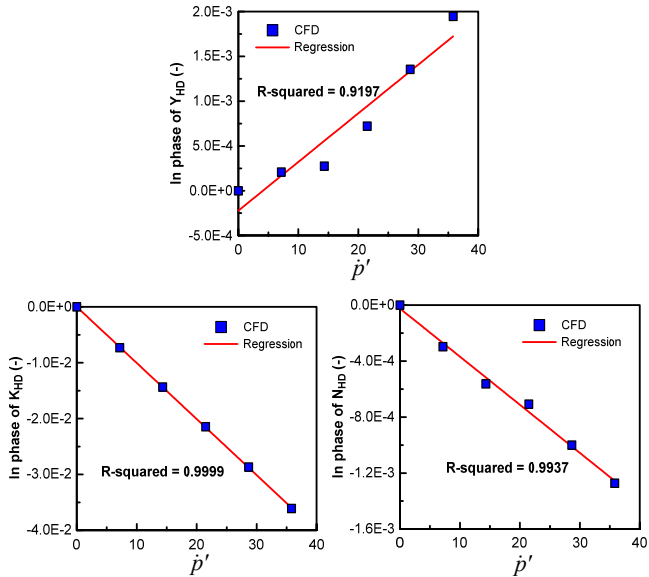 2.0E-3
1.5E-3
1.0E-3
5.0E-4
0.0E+0
-5.0E-4
In phase of Y_HD (-)
CFD
Regression
R-squared = 0.9197
0 10 20 30 40
ṗ′
0.0E+0
-1.0E-2
-2.0E-2
-3.0E-2
-4.0E-2
In phase of K_HD (-)
CFD
Regression
R-squared = 0.9999
0 10 20 30 40
ṗ′
0.0E+0
-4.0E-4
-8.0E-4
-1.2E-3
-1.6E-3
In phase of N_HD (-)
CFD
Regression
R-squared = 0.9937
0 10 20 30 40
ṗ′